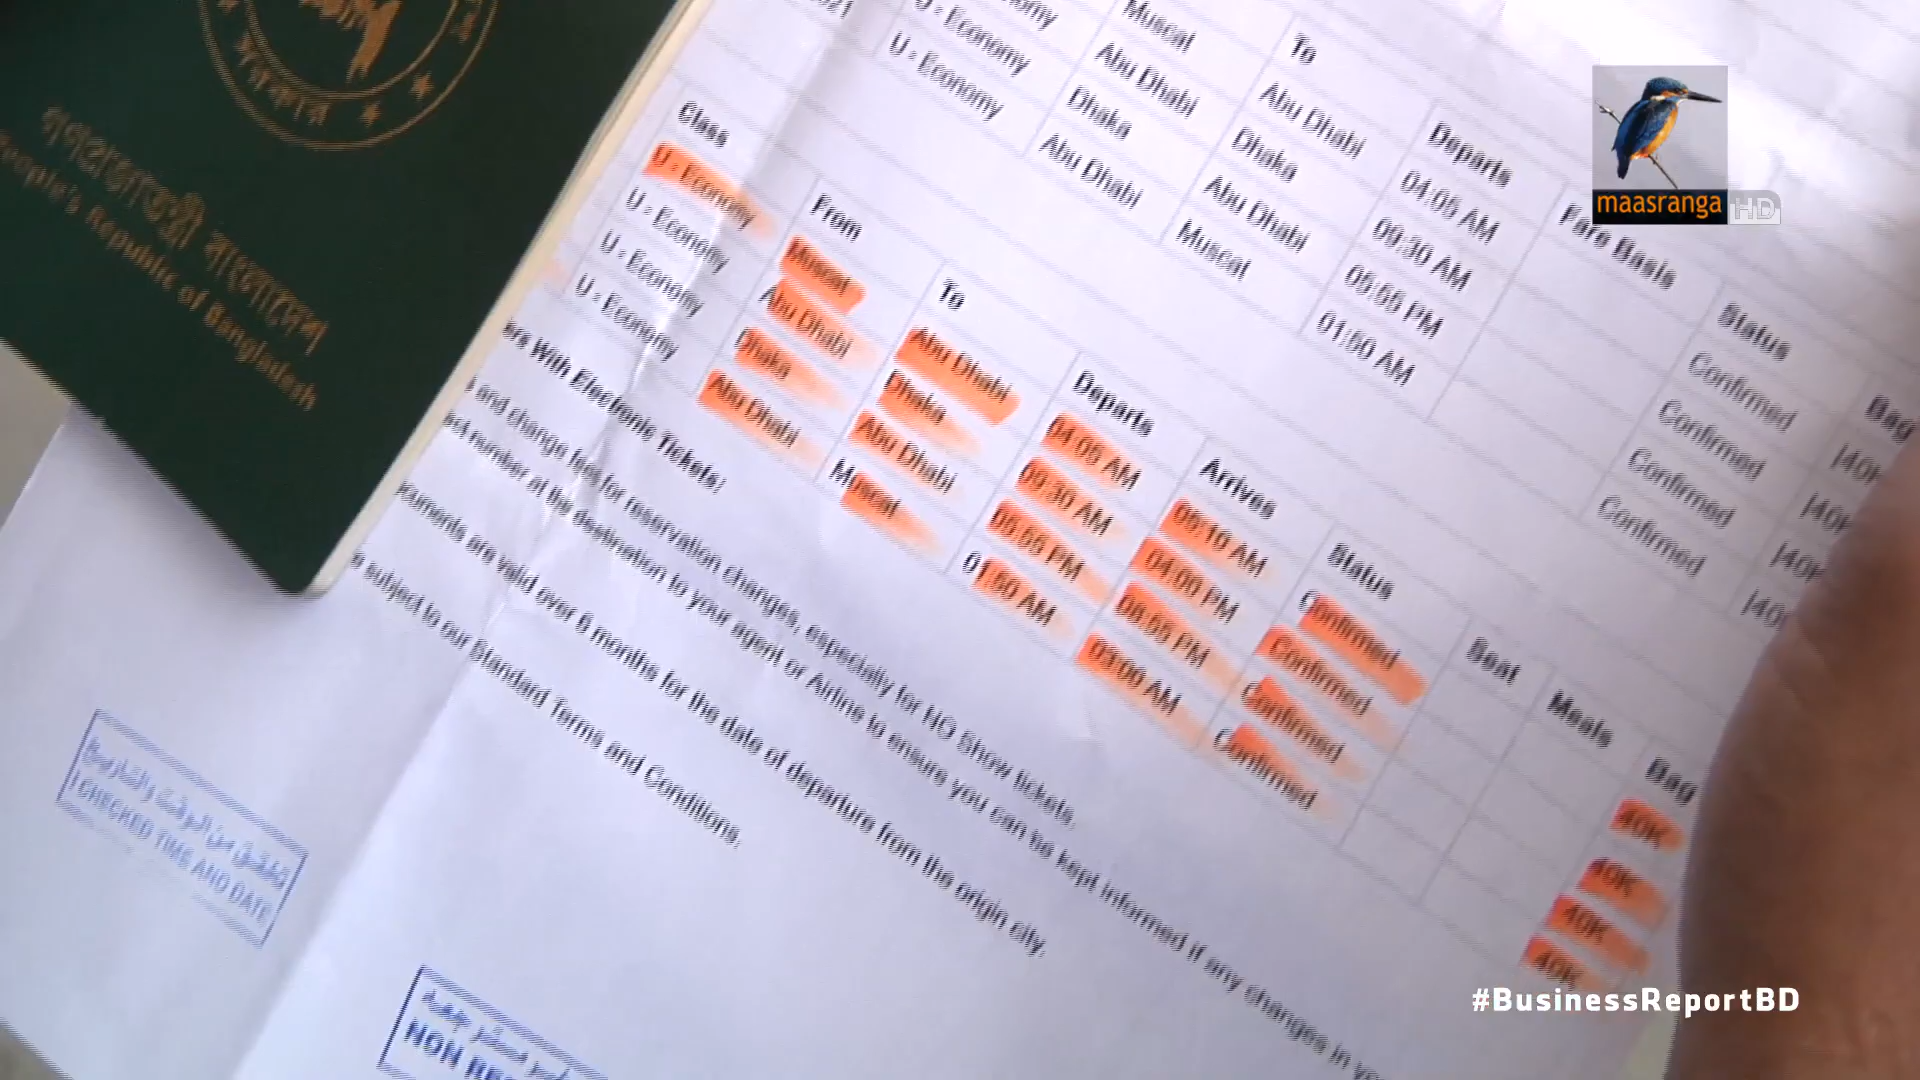 গণপ্রজাতন্ত্রী বাংলাদেশ
People's Republic of Bangladesh
To
Departs
Fare Basis
Status
Bag
U - Economy
Muscat
Abu Dhabi
04:05 AM
Confirmed
U - Economy
Abu Dhabi
Dhaka
09:30 AM
Confirmed
U - Economy
Dhaka
Abu Dhabi
05:55 PM
Confirmed
Abu Dhabi
Muscat
01:50 AM
Confirmed
Class
From
To
Departs
Arrives
Status
Seat
Meals
Bag
U - Economy
Muscat
Abu Dhabi
04:05 AM
05:10 AM
Confirmed
40K
U - Economy
Abu Dhabi
Dhaka
09:30 AM
04:00 PM
Confirmed
40K
U - Economy
Dhaka
Abu Dhabi
05:55 PM
08:55 PM
Confirmed
40K
U - Economy
Abu Dhabi
Muscat
01:50 AM
03:00 AM
Confirmed
40K
With Electronic Tickets:
and change fees for reservation changes, especially for NO Show tickets.
number at the destination to your agent or Airline to ensure you can be kept informed if any changes in
are valid over 6 months for the date of departure from the origin city.
subject to our Standard Terms and Conditions.
تحقق من الوقت والتاريخ
I CHECKED TIME AND DATE
NON
maasranga HD
#BusinessReportBD